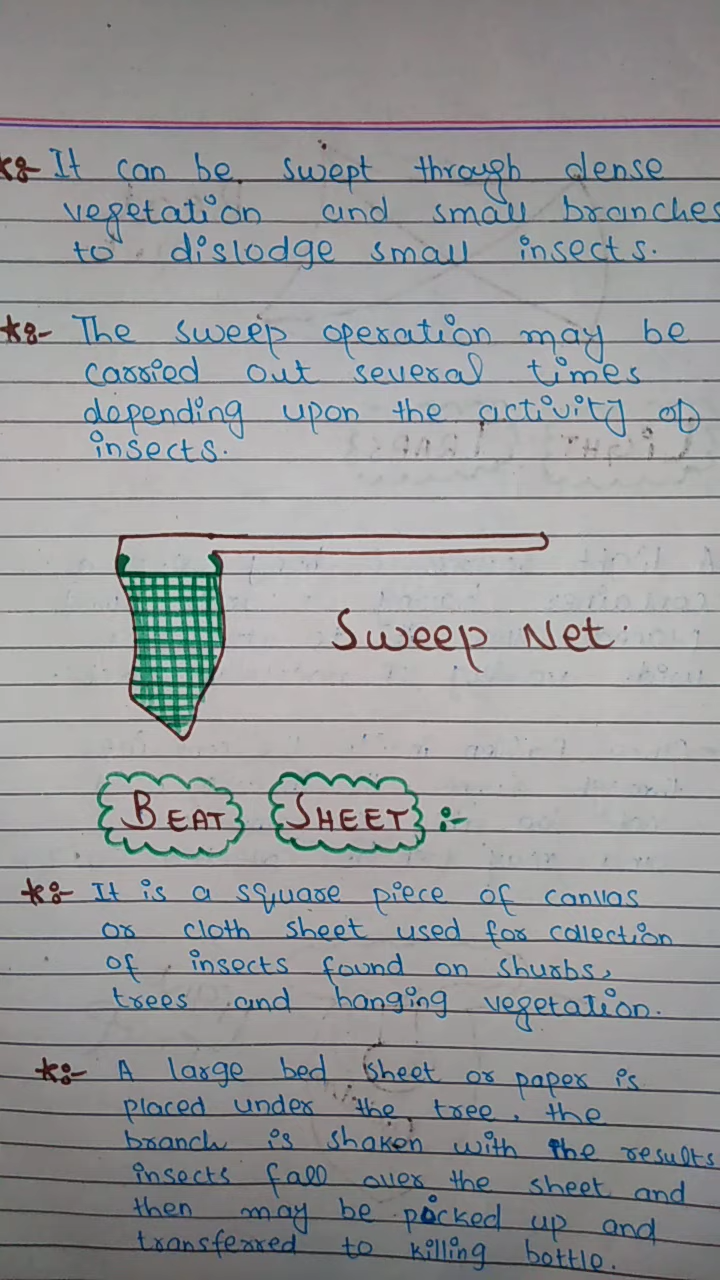 *:- It can be swept through dense
vegetation and small branches
to dislodge small insects.
*:- The sweep operation may be
carried out several times
depending upon the activity of
insects.
Sweep Net.
BEAT SHEET :-
*:- It is a square piece of canvas
or cloth sheet used for collection
of insects found on shurbs,
trees and hanging vegetation.
*:- A large bed sheet or paper is
placed under the tree, the
branch is shaken with the results
insects fall over the sheet and
then may be picked up and
transferred to killing bottle.